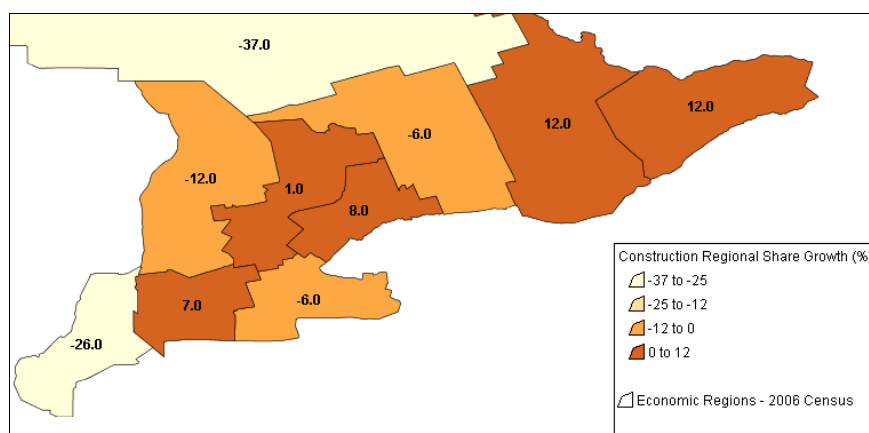 -37.0
12.0
-6.0
12.0
-12.0
1.0
8.0
7.0
-6.0
-26.0
Construction Regional Share Growth (%)
-37 to -25
-25 to -12
-12 to 0
0 to 12
Economic Regions - 2006 Census